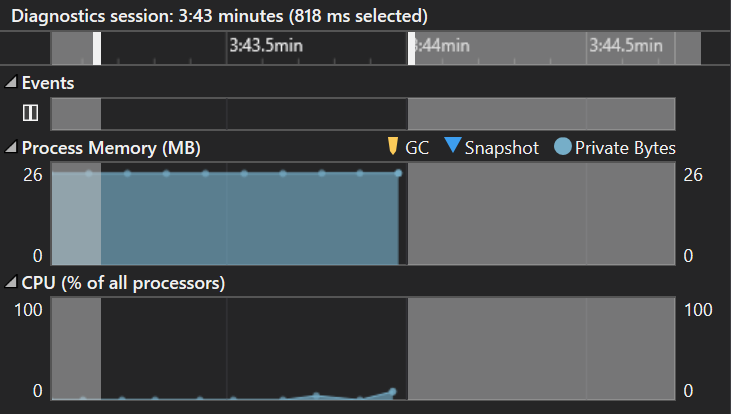 Diagnostics session: 3:43 minutes (818 ms selected)
3:43.5min 3:44min 3:44.5min
Events
Process Memory (MB) GC Snapshot Private Bytes
26 26
0 0
CPU (% of all processors)
100 100
0 0